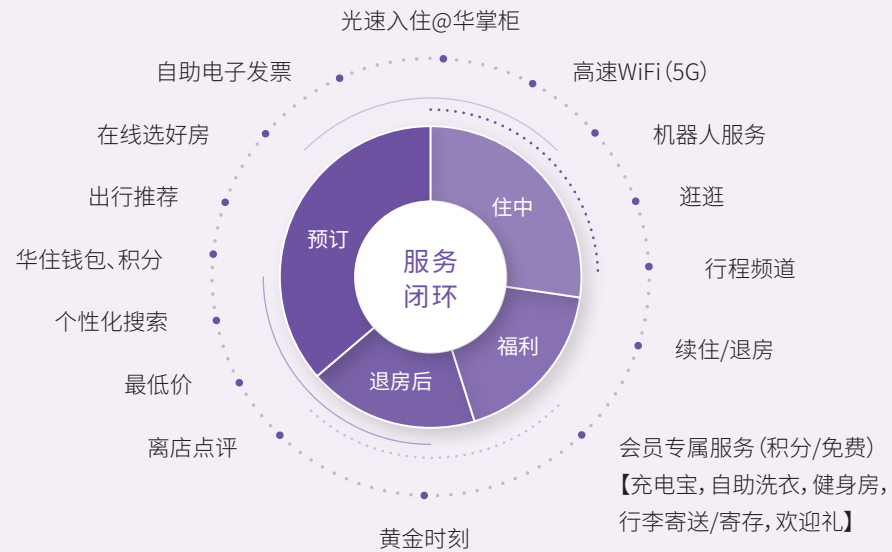 光速入住@华掌柜
自助电子发票
高速WiFi（5G）
在线选好房
机器人服务
出行推荐
逛逛
住中
预订
服务
闭环
华住钱包、积分
行程频道
个性化搜索
续住/退房
福利
退房后
最低价
离店点评
会员专属服务（积分/免费）
【充电宝，自助洗衣，健身房，
行李寄送/寄存，欢迎礼】
黄金时刻